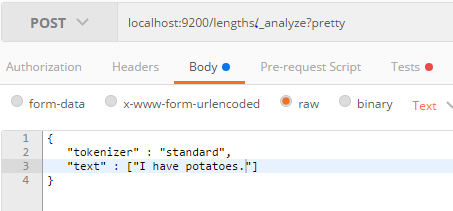 POST localhost:9200/lengths/_analyze?pretty
Authorization Headers Body Pre-request Script Tests
form-data x-www-form-urlencoded raw binary Text
1 {
2 "tokenizer" : "standard",
3 "text" : ["I have potatoes."]
4 }